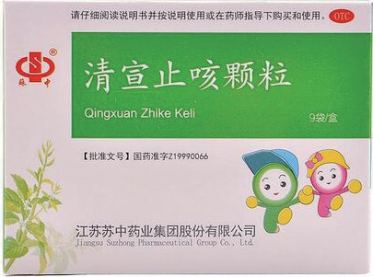 请仔细阅读说明书并按说明使用或在药师指导下购买和使用。
OTC
苏中
清宣止咳颗粒
Qingxuan Zhike Keli
9袋/盒
【批准文号】国药准字Z19990066
江苏苏中药业集团股份有限公司
Jiangsu Suzhong Pharmaceutical Group Co., Ltd.